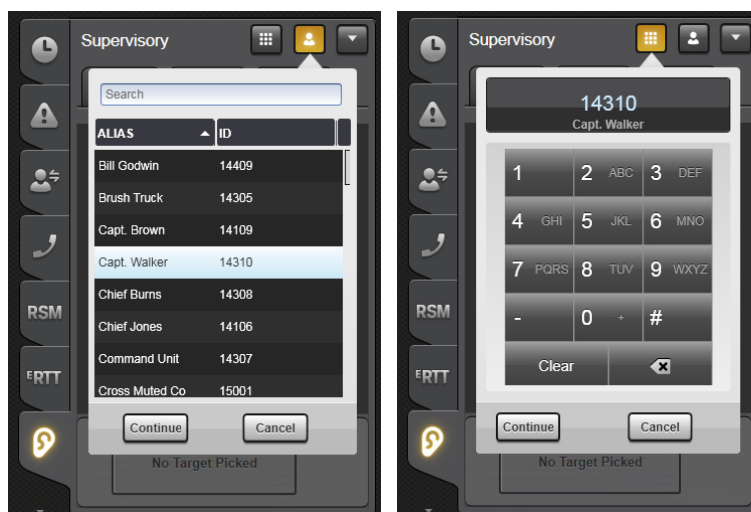 Supervisory
Search
ALIAS ID
Bill Godwin 14409
Brush Truck 14305
Capt. Brown 14109
Capt. Walker 14310
Chief Burns 14308
Chief Jones 14106
Command Unit 14307
Cross Muted Co 15001
Continue Cancel
No Target Picked
RSM
ERTT
Supervisory
14310
Capt. Walker
1 2 ABC 3 DEF
4 GHI 5 JKL 6 MNO
7 PQRS 8 TUV 9 WXYZ
- 0 + #
Clear
Continue Cancel
No Target Picked
RSM
ERTT